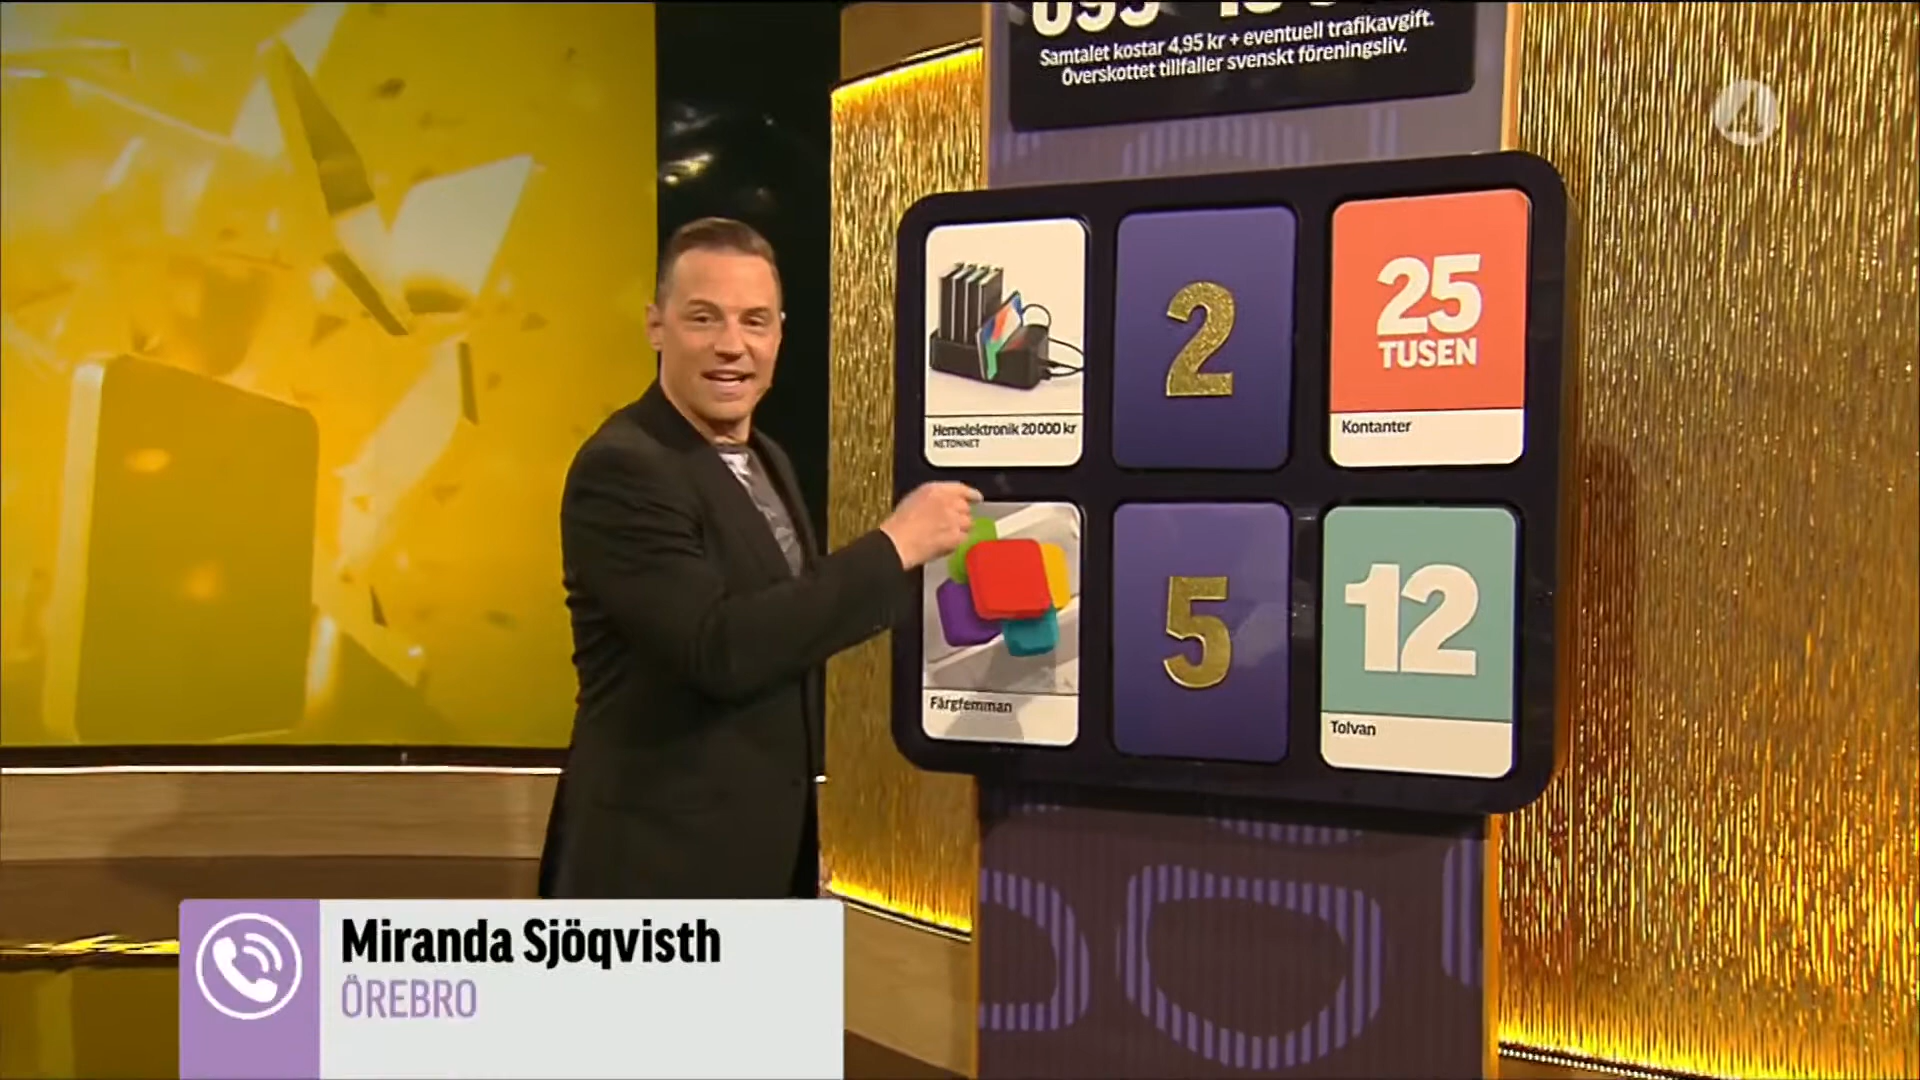 Samtalet kostar 4,95 kr + eventuell trafikavgift.
Överskottet tillfaller svenskt föreningsliv.
Hemelektronik 20 000 kr
NETONNET
2
25
TUSEN
Kontanter
Färgfemman
5
12
Tolvan
Miranda Sjöqvisth
ÖREBRO